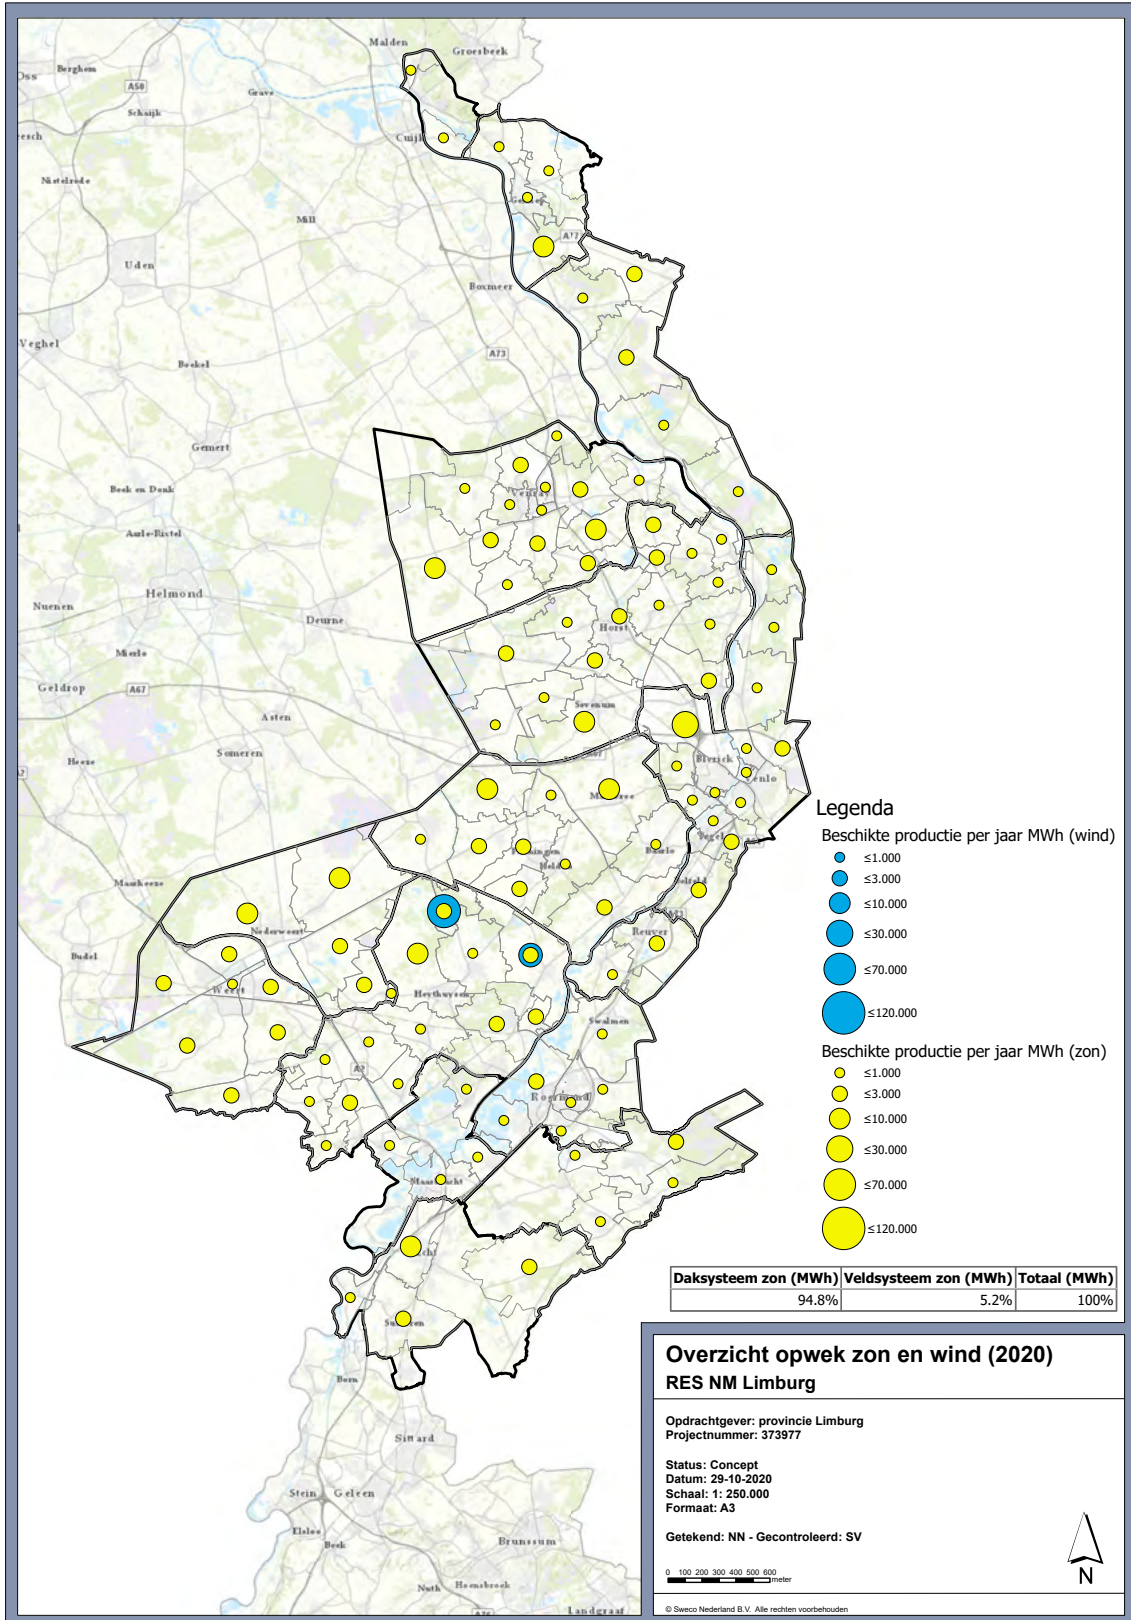 Malden
Groesbeek
Oss
Berghem
A50
Grave
Schaijk
Cuijk
Nistelrode
Mill
A77
Uden
Boxmeer
Veghel
A73
Boekel
Gemert
Beek en Donk
Venray
Aarle-Rixtel
Helmond
Nuenen
Deurne
Horst
Mierlo
Geldrop
A67
Asten
Sevenum
Someren
Heeze
Blerick
Venlo
Tegelen
Baarlo
Helden
Maarheeze
Nederweert
Reuver
Budel
Weert
Heythuysen
Swalmen
A2
Roermond
Maasbracht
Born
Sittard
Stein
Geleen
Elsloo
Beek
Brunssum
Nuth
Hoensbroek
A76
Landgraaf
Legenda
Beschikte productie per jaar MWh (wind)
≤1.000
≤3.000
≤10.000
≤30.000
≤70.000
≤120.000
Beschikte productie per jaar MWh (zon)
≤1.000
≤3.000
≤10.000
≤30.000
≤70.000
≤120.000
Daksysteem zon (MWh) Veldsysteem zon (MWh) Totaal (MWh)
94.8% 5.2% 100%
Overzicht opwek zon en wind (2020)
RES NM Limburg
Opdrachtgever: provincie Limburg
Projectnummer: 373977
Status: Concept
Datum: 29-10-2020
Schaal: 1: 250.000
Formaat: A3
Getekend: NN - Gecontroleerd: SV
0 100 200 300 400 500 600
meter
N
© Sweco Nederland B.V. Alle rechten voorbehouden